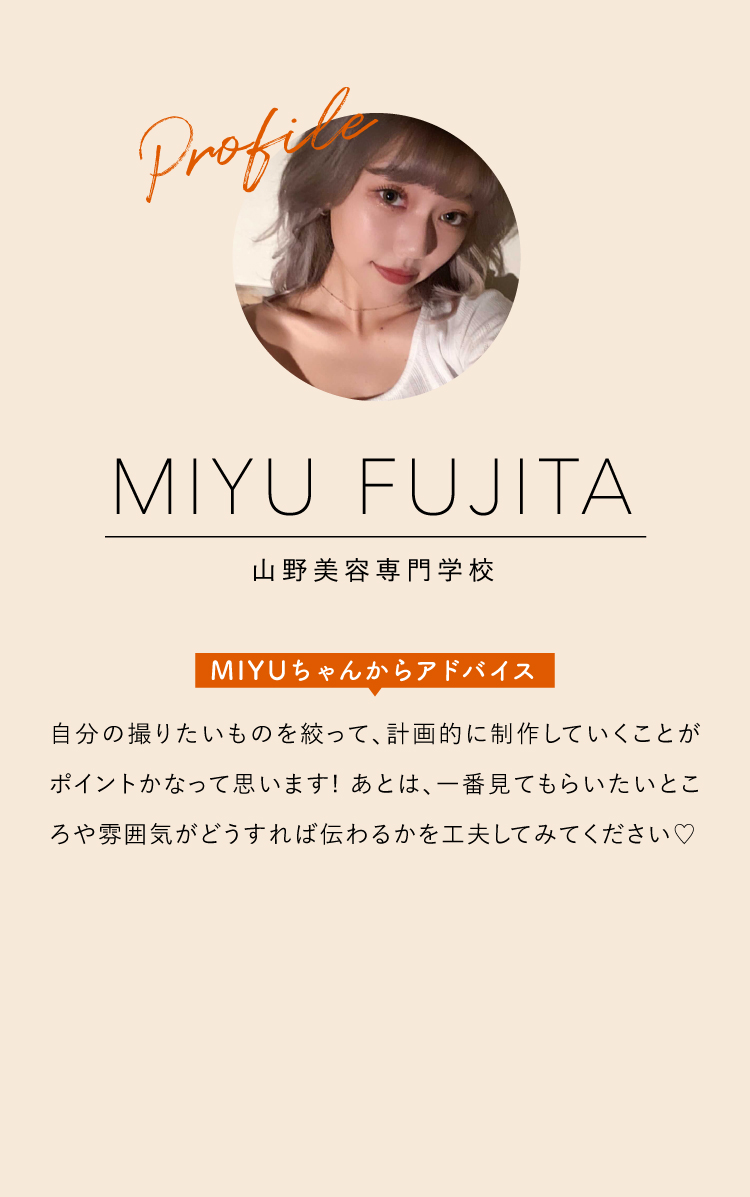 Profile
MIYU FUJITA
山野美容専門学校
MIYUちゃんからアドバイス
自分の撮りたいものを絞って、計画的に制作していくことが
ポイントかなって思います！ あとは、一番見てもらいたいとこ
ろや雰囲気がどうすれば伝わるかを工夫してみてください♡